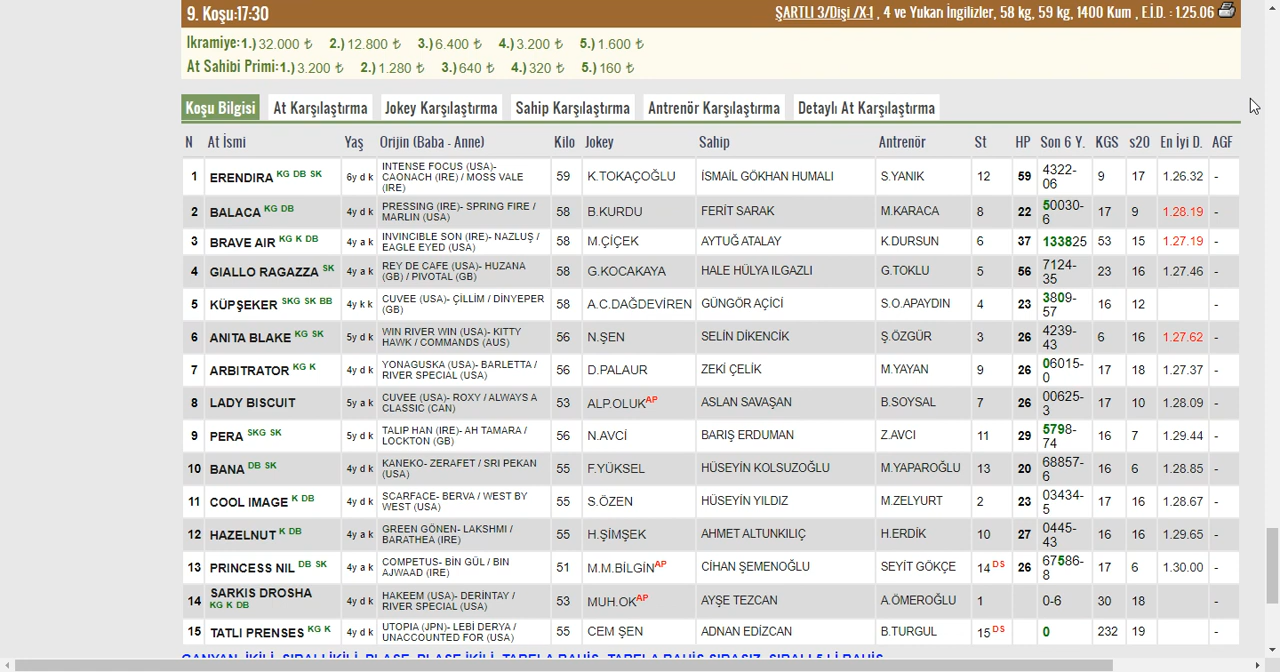 9. Koşu:17:30 ŞARTLI 3/Dişi /X-1 , 4 ve Yukarı İngilizler, 58 kg, 59 kg, 1400 Kum , E.İ.D. : 1.25.06
Ikramiye:1.) 32.000 ₺ 2.) 12.800 ₺ 3.) 6.400 ₺ 4.) 3.200 ₺ 5.) 1.600 ₺
At Sahibi Primi:1.) 3.200 ₺ 2.) 1.280 ₺ 3.) 640 ₺ 4.) 320 ₺ 5.) 160 ₺
Koşu Bilgisi At Karşılaştırma Jokey Karşılaştırma Sahip Karşılaştırma Antrenör Karşılaştırma Detaylı At Karşılaştırma
N At İsmi Yaş Orijin (Baba - Anne) Kilo Jokey Sahip Antrenör St HP Son 6 Y. KGS s20 En İyi D. AGF
1 ERENDIRA KG DB SK 6y d k INTENSE FOCUS (USA)- CAONACH (IRE) / MOSS VALE (IRE) 59 K.TOKAÇOĞLU İSMAİL GÖKHAN HUMALI S.YANIK 12 59 4322-06 9 17 1.26.32 -
2 BALACA KG DB 4y d k PRESSING (IRE)- SPRING FIRE / MARLIN (USA) 58 B.KURDU FERİT SARAK M.KARACA 8 22 50030-6 17 9 1.28.19 -
3 BRAVE AIR KG K DB 4y a k INVINCIBLE SON (IRE)- NAZLUŞ / EAGLE EYED (USA) 58 M.ÇİÇEK AYTUĞ ATALAY K.DURSUN 6 37 133825 53 15 1.27.19 -
4 GIALLO RAGAZZA SK 4y a k REY DE CAFE (USA)- HUZANA (GB) / PIVOTAL (GB) 58 G.KOCAKAYA HALE HÜLYA ILGAZLI G.TOKLU 5 56 7124-35 23 16 1.27.46 -
5 KÜPŞEKER SKG SK BB 4y k k CUVEE (USA)- ÇİLLİM / DİNYEPER (GB) 58 A.C.DAĞDEVİREN GÜNGÖR AÇİCİ S.O.APAYDIN 4 23 3809-57 16 12 -
6 ANITA BLAKE KG SK 5y d k WIN RIVER WIN (USA)- KITTY HAWK / COMMANDS (AUS) 56 N.ŞEN SELİN DİKENCİK Ş.ÖZGÜR 3 26 4239-43 6 16 1.27.62 -
7 ARBITRATOR KG K 4y d k YONAGUSKA (USA)- BARLETTA / RIVER SPECIAL (USA) 56 D.PALAUR ZEKİ ÇELİK M.YAYAN 9 26 06015-0 17 18 1.27.37 -
8 LADY BISCUIT 5y a k CUVEE (USA)- ROXY / ALWAYS A CLASSIC (CAN) 53 ALP.OLUK AP ASLAN SAVAŞAN B.SOYSAL 7 26 00625-3 17 10 1.28.09 -
9 PERA SKG SK 5y d k TALIP HAN (IRE)- AH TAMARA / LOCKTON (GB) 56 N.AVCİ BARIŞ ERDUMAN Z.AVCI 11 29 5798-74 16 7 1.29.44 -
10 BANA DB SK 4y d k KANEKO- ZERAFET / SRI PEKAN (USA) 55 F.YÜKSEL HÜSEYİN KOLSUZOĞLU M.YAPAROĞLU 13 20 68857-6 16 6 1.28.85 -
11 COOL IMAGE K DB 4y d k SCARFACE- BERVA / WEST BY WEST (USA) 55 S.ÖZEN HÜSEYİN YILDIZ M.ZELYURT 2 23 03434-5 17 16 1.28.67 -
12 HAZELNUT K DB 4y a k GREEN GÖNEN- LAKSHMI / BARATHEA (IRE) 55 H.ŞİMŞEK AHMET ALTUNKILIÇ H.ERDİK 10 27 0445-43 16 16 1.29.65 -
13 PRINCESS NIL DB SK 4y a k COMPETUS- BİN GÜL / BIN AJWAAD (IRE) 51 M.M.BİLGİN AP CİHAN ŞEMENOĞLU SEYİT GÖKÇE 14 DS 26 67586-8 17 6 1.30.00 -
14 SARKIS DROSHA KG K DB 4y d k HAKEEM (USA)- DERİNTAY / RIVER SPECIAL (USA) 53 MUH.OK AP AYŞE TEZCAN A.ÖMEROĞLU 1 0-6 30 18 -
15 TATLI PRENSES KG K 4y d k UTOPIA (JPN)- LEBİ DERYA / UNACCOUNTED FOR (USA) 55 CEM ŞEN ADNAN EDİZCAN B.TURGUL 15 DS 0 232 19 -